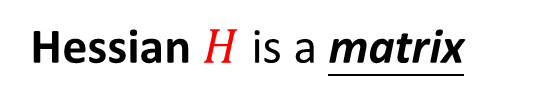 Hessian H is a matrix